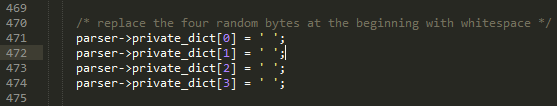 469
470 /* replace the four random bytes at the beginning with whitespace */
471 parser->private_dict[0] = ' ';
472 parser->private_dict[1] = ' ';
473 parser->private_dict[2] = ' ';
474 parser->private_dict[3] = ' ';
475